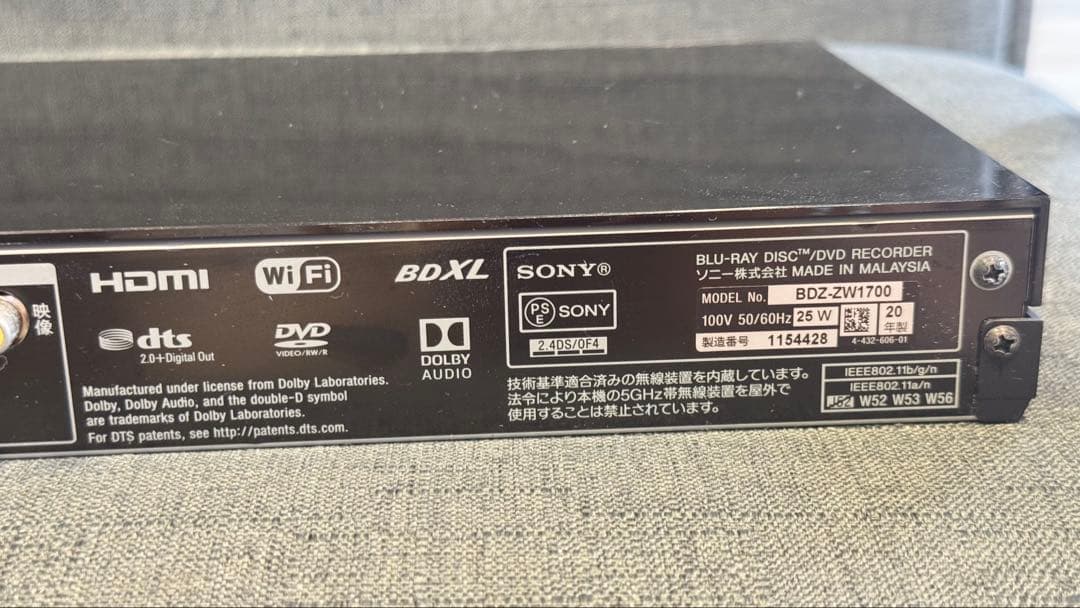 映像
HDMI
Wi Fi
BDXL
dts
2.0+Digital Out
DVD
VIDEO/RW/R
DOLBY
AUDIO
Manufactured under license from Dolby Laboratories.
Dolby, Dolby Audio, and the double-D symbol
are trademarks of Dolby Laboratories.
For DTS patents, see http://patents.dts.com.
SONY®
PSE SONY
2.4DS/OF4
BLU-RAY DISC™/DVD RECORDER
ソニー株式会社 MADE IN MALAYSIA
MODEL No. BDZ-ZW1700
100V 50/60Hz 25 W
20年製
製造番号 1154428
4-432-606-01
技術基準適合済みの無線装置を内蔵しています。
法令により本機の5GHz帯無線装置を屋外で
使用することは禁止されています。
IEEE802.11b/g/n
IEEE802.11a/n
J52 W52 W53 W56